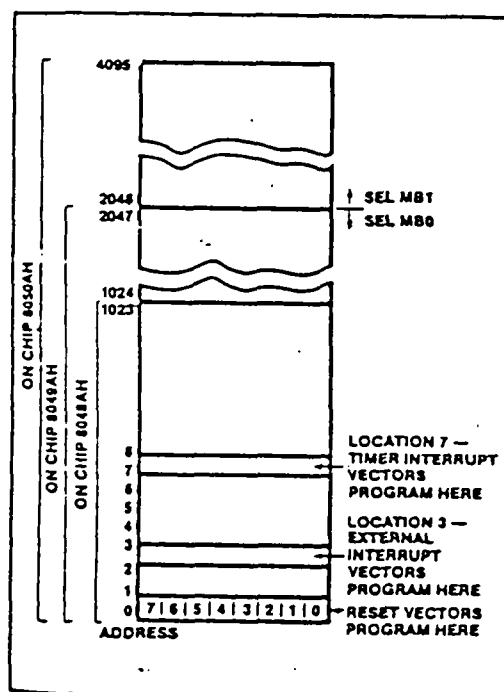 4095
2048
2047
SEL MB1
SEL MB0
1024
1023
ON CHIP 8050AH
ON CHIP 8049AH
ON CHIP 8048AH
8
7
6
5
4
3
2
1
0
LOCATION 7 —
TIMER INTERRUPT
VECTORS
PROGRAM HERE
LOCATION 3 —
EXTERNAL
INTERRUPT
VECTORS
PROGRAM HERE
7 | 6 | 5 | 4 | 3 | 2 | 1 | 0
RESET VECTORS
PROGRAM HERE
ADDRESS